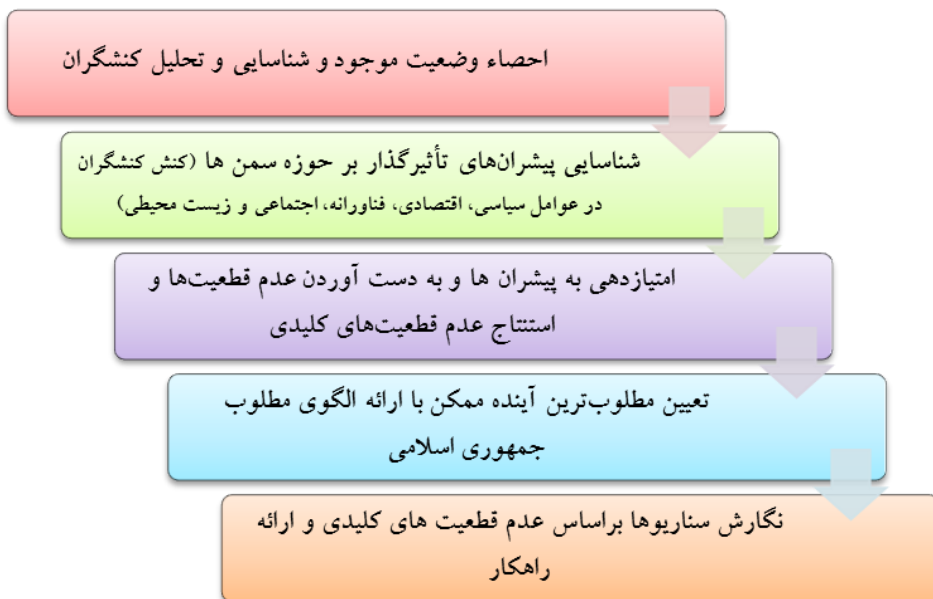 احصاء وضعیت موجود و شناسایی و تحلیل کنشگران
شناسایی پیشران‌های تأثیرگذار بر حوزه سمن ها (کنش کنشگران
در عوامل سیاسی، اقتصادی، فناورانه، اجتماعی و زیست محیطی)
امتیازدهی به پیشران ها و به دست آوردن عدم قطعیت‌ها و
استنتاج عدم قطعیت‌های کلیدی
تعیین مطلوب‌ترین آینده ممکن با ارائه الگوی مطلوب
جمهوری اسلامی
نگارش سناریوها براساس عدم قطعیت های کلیدی و ارائه
راهکار